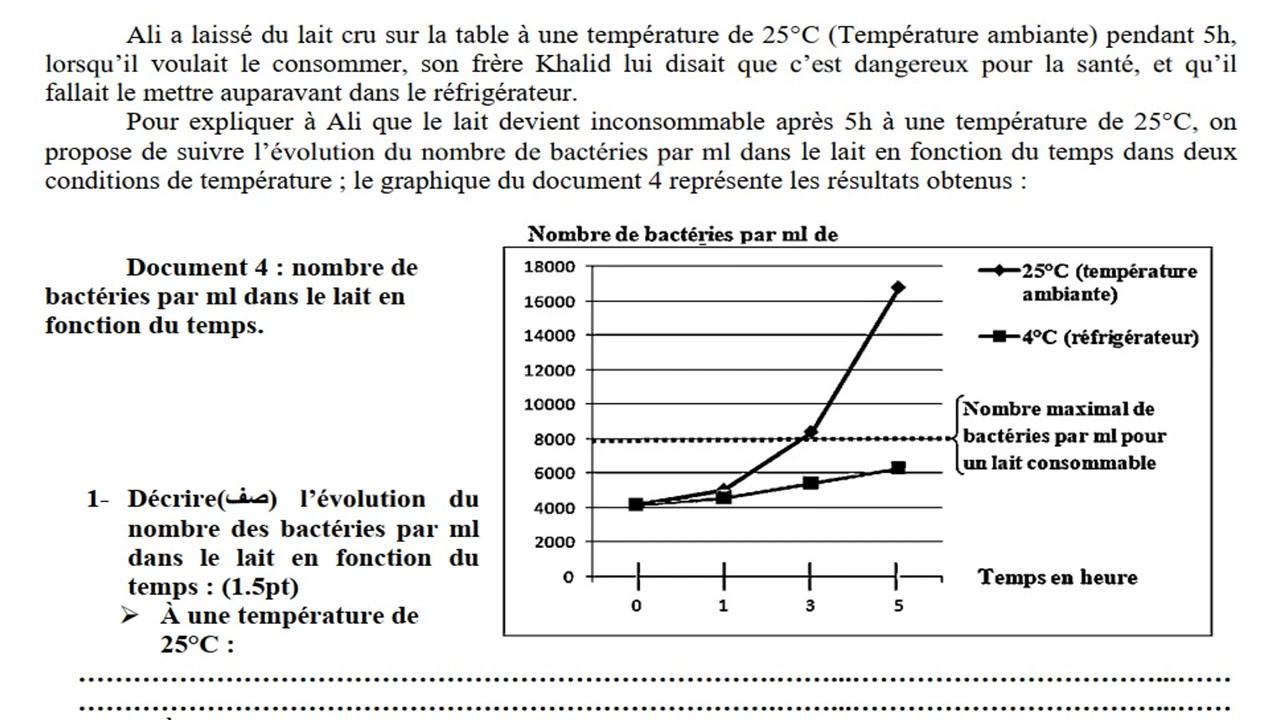 Ali a laissé du lait cru sur la table à une température de 25°C (Température ambiante) pendant 5h,
lorsqu'il voulait le consommer, son frère Khalid lui disait que c'est dangereux pour la santé, et qu'il
fallait le mettre auparavant dans le réfrigérateur.
Pour expliquer à Ali que le lait devient inconsommable après 5h à une température de 25°C, on
propose de suivre l'évolution du nombre de bactéries par ml dans le lait en fonction du temps dans deux
conditions de température ; le graphique du document 4 représente les résultats obtenus :
Document 4 : nombre de
bactéries par ml dans le lait en
fonction du temps.
Nombre de bactéries par ml de
18000
16000
14000
12000
10000
8000
6000
4000
2000
0
0 1 3 5
Temps en heure
25°C (température
ambiante)
4°C (réfrigérateur)
Nombre maximal de
bactéries par ml pour
un lait consommable
1- Décrire(صف) l'évolution du
nombre des bactéries par ml
dans le lait en fonction du
temps : (1.5pt)
➢ À une température de
25°C :